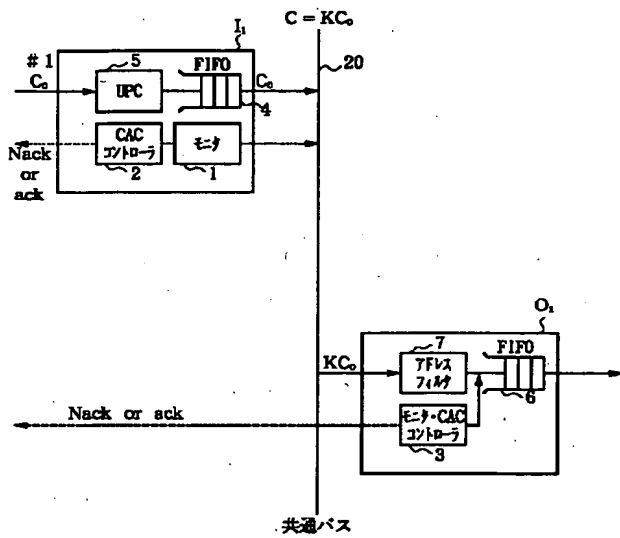 C=KC₀
I₁
20
#1
5
FIFO
C₀
UPC
C₀
4
CAC
コントローラ
モニタ
Nack
or
ack
2
1
O₁
7
FIFO
KC₀
アドレス
フィルタ
6
Nack or ack
モニタ・CAC
コントローラ
3
共通バス